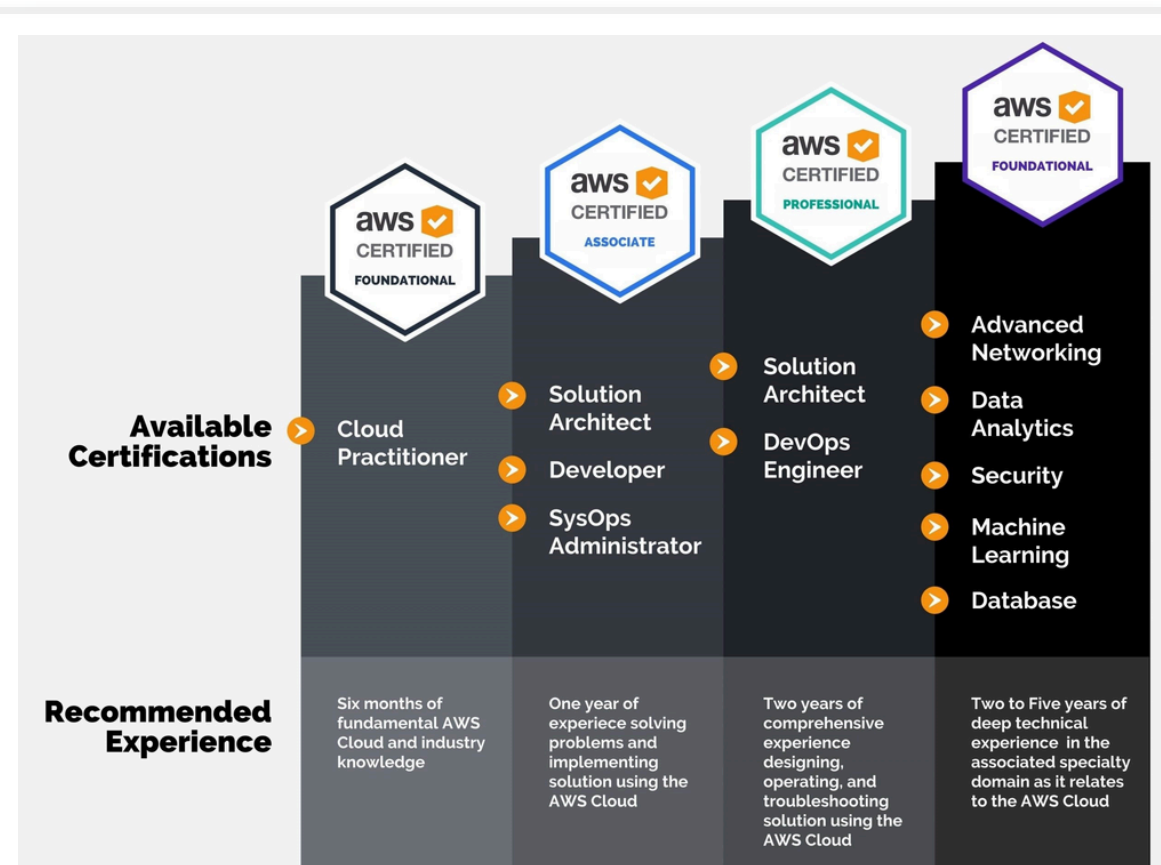 aws
CERTIFIED
FOUNDATIONAL
aws
CERTIFIED
ASSOCIATE
aws
CERTIFIED
PROFESSIONAL
aws
CERTIFIED
FOUNDATIONAL
Available
Certifications
Cloud
Practitioner
Solution
Architect
Developer
SysOps
Administrator
Solution
Architect
DevOps
Engineer
Advanced
Networking
Data
Analytics
Security
Machine
Learning
Database
Recommended
Experience
Six months of
fundamental AWS
Cloud and industry
knowledge
One year of
experiece solving
problems and
implementing
solution using the
AWS Cloud
Two years of
comprehensive
experience
designing,
operating, and
troubleshooting
solution using the
AWS Cloud
Two to Five years of
deep technical
experience in the
associated specialty
domain as it relates
to the AWS Cloud